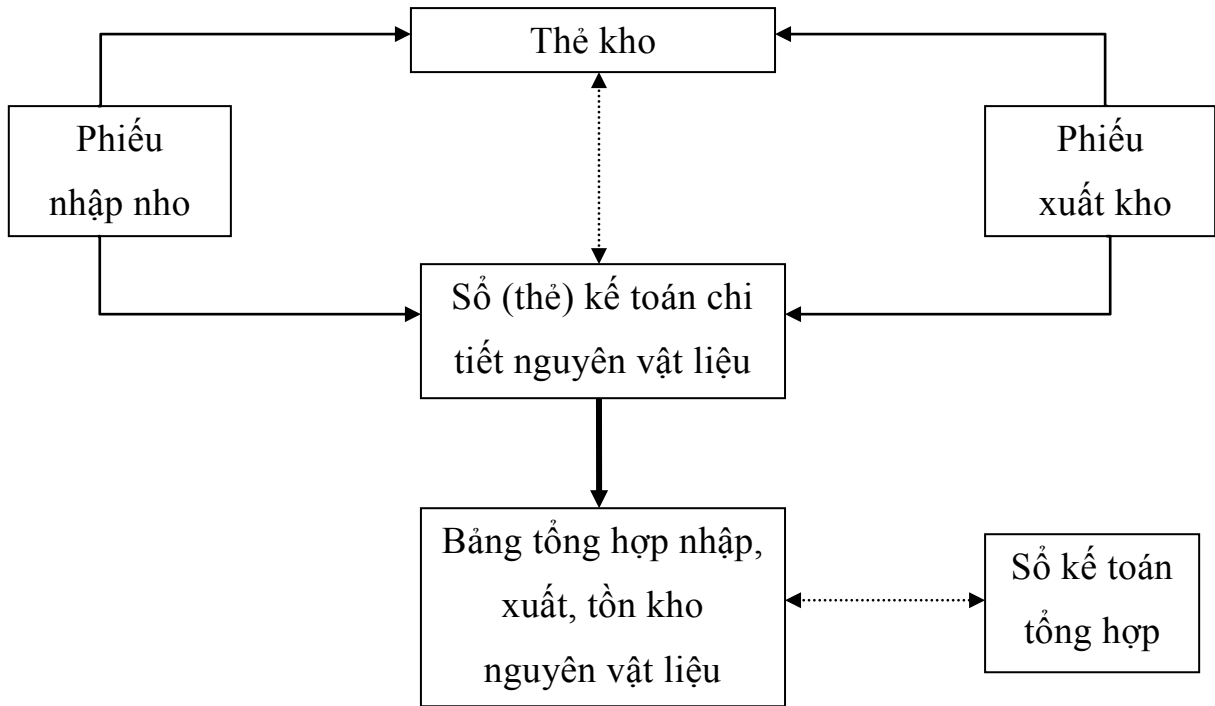 Thẻ kho
Phiếu
nhập nho
Phiếu
xuất kho
Sổ (thẻ) kế toán chi
tiết nguyên vật liệu
Bảng tổng hợp nhập,
xuất, tồn kho
nguyên vật liệu
Sổ kế toán
tổng hợp